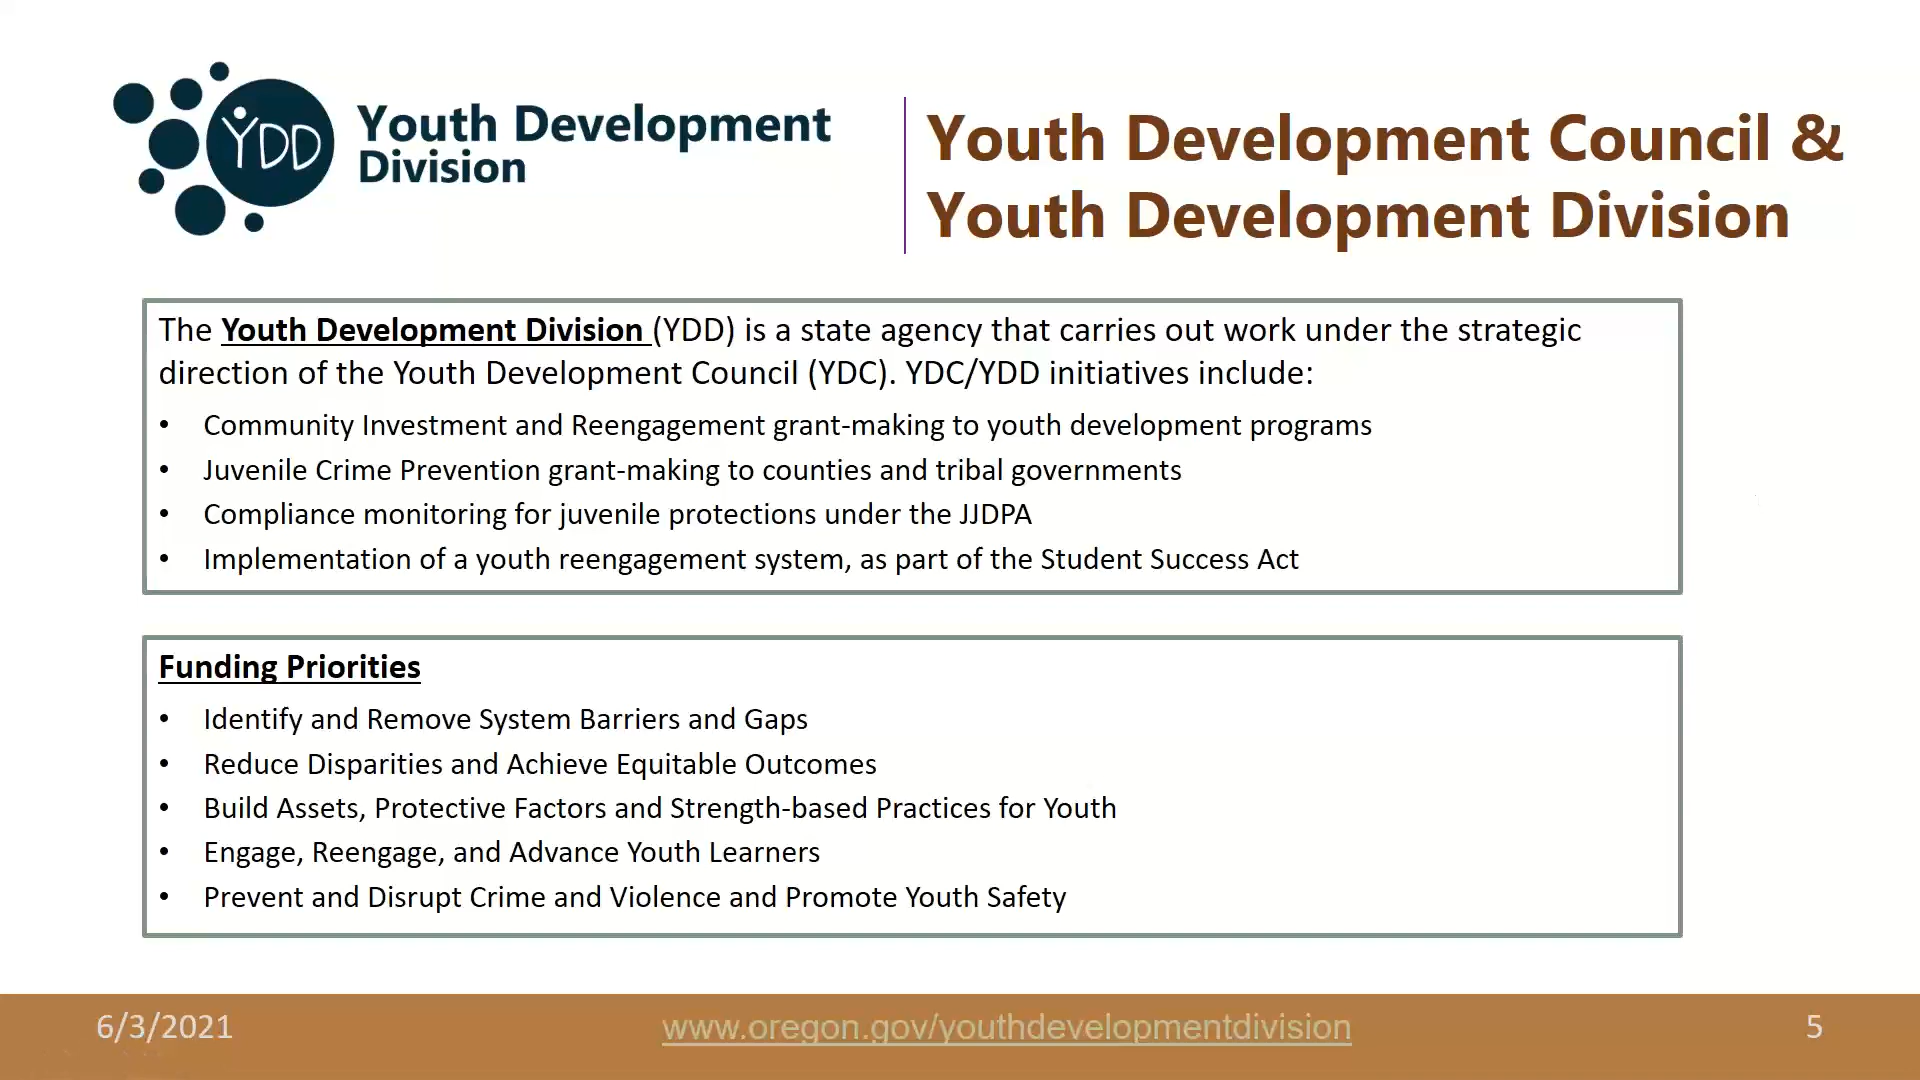 YDD
Youth Development
Division
Youth Development Council &
Youth Development Division
The Youth Development Division (YDD) is a state agency that carries out work under the strategic
direction of the Youth Development Council (YDC). YDC/YDD initiatives include:
• Community Investment and Reengagement grant-making to youth development programs
• Juvenile Crime Prevention grant-making to counties and tribal governments
• Compliance monitoring for juvenile protections under the JJDPA
• Implementation of a youth reengagement system, as part of the Student Success Act
Funding Priorities
• Identify and Remove System Barriers and Gaps
• Reduce Disparities and Achieve Equitable Outcomes
• Build Assets, Protective Factors and Strength-based Practices for Youth
• Engage, Reengage, and Advance Youth Learners
• Prevent and Disrupt Crime and Violence and Promote Youth Safety
6/3/2021
www.oregon.gov/youthdevelopmentdivision
5